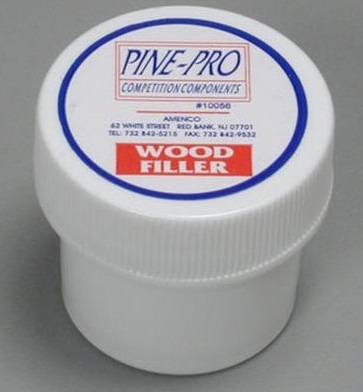 PINE-PRO
COMPETITION COMPONENTS
#10056
AMENCO
62 WHITE STREET RED BANK, NJ 07701
TEL: 732 842-5215 FAX: 732 842-9532
WOOD
FILLER